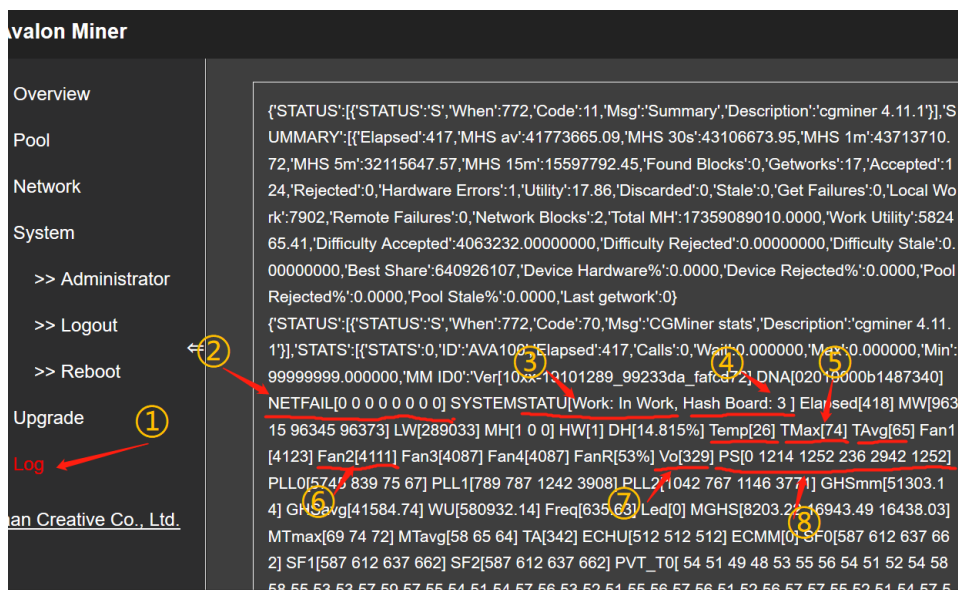 Avalon Miner
Overview
Pool
Network
System
>> Administrator
>> Logout
>> Reboot
Upgrade
Log
nan Creative Co., Ltd.
①
②
③
④
⑤
⑥
⑦
⑧
⇐
{'STATUS':[{'STATUS':'S','When':772,'Code':11,'Msg':'Summary','Description':'cgminer 4.11.1'}],'S
UMMARY':[{'Elapsed':417,'MHS av':41773665.09,'MHS 30s':43106673.95,'MHS 1m':43713710.
72,'MHS 5m':32115647.57,'MHS 15m':15597792.45,'Found Blocks':0,'Getworks':17,'Accepted':1
24,'Rejected':0,'Hardware Errors':1,'Utility':17.86,'Discarded':0,'Stale':0,'Get Failures':0,'Local Wo
rk':7902,'Remote Failures':0,'Network Blocks':2,'Total MH':17359089010.0000,'Work Utility':5824
65.41,'Difficulty Accepted':4063232.00000000,'Difficulty Rejected':0.00000000,'Difficulty Stale':0.
00000000,'Best Share':640926107,'Device Hardware%':0.0000,'Device Rejected%':0.0000,'Pool
Rejected%':0.0000,'Pool Stale%':0.0000,'Last getwork':0}
{'STATUS':[{'STATUS':'S','When':772,'Code':70,'Msg':'CGMiner stats','Description':'cgminer 4.11.
1'}],'STATS':[{'STATS':0,'ID':'AVA100','Elapsed':417,'Calls':0,'Wait':0.000000,'Max':0.000000,'Min':
99999999.000000,'MM ID0':'Ver[10xx-19101289_99233da_fafcd72] DNA[02010000b1487340]
NETFAIL[0 0 0 0 0 0 0 0] SYSTEMSTATU[Work: In Work, Hash Board: 3 ] Elapsed[418] MW[963
15 96345 96373] LW[289033] MH[1 0 0] HW[1] DH[14.815%] Temp[26] TMax[74] TAvg[65] Fan1
[4123] Fan2[4111] Fan3[4087] Fan4[4087] FanR[53%] Vo[329] PS[0 1214 1252 236 2942 1252]
PLL0[5745 839 75 67] PLL1[789 787 1242 3908] PLL2[1042 767 1146 3771] GHSmm[51303.1
4] GHSavg[41584.74] WU[580932.14] Freq[635.63] Led[0] MGHS[8203.22 16943.49 16438.03]
MTmax[69 74 72] MTavg[58 65 64] TA[342] ECHU[512 512 512] ECMM[0] SF0[587 612 637 66
2] SF1[587 612 637 662] SF2[587 612 637 662] PVT_T0[ 54 51 49 48 53 55 56 54 51 52 54 58